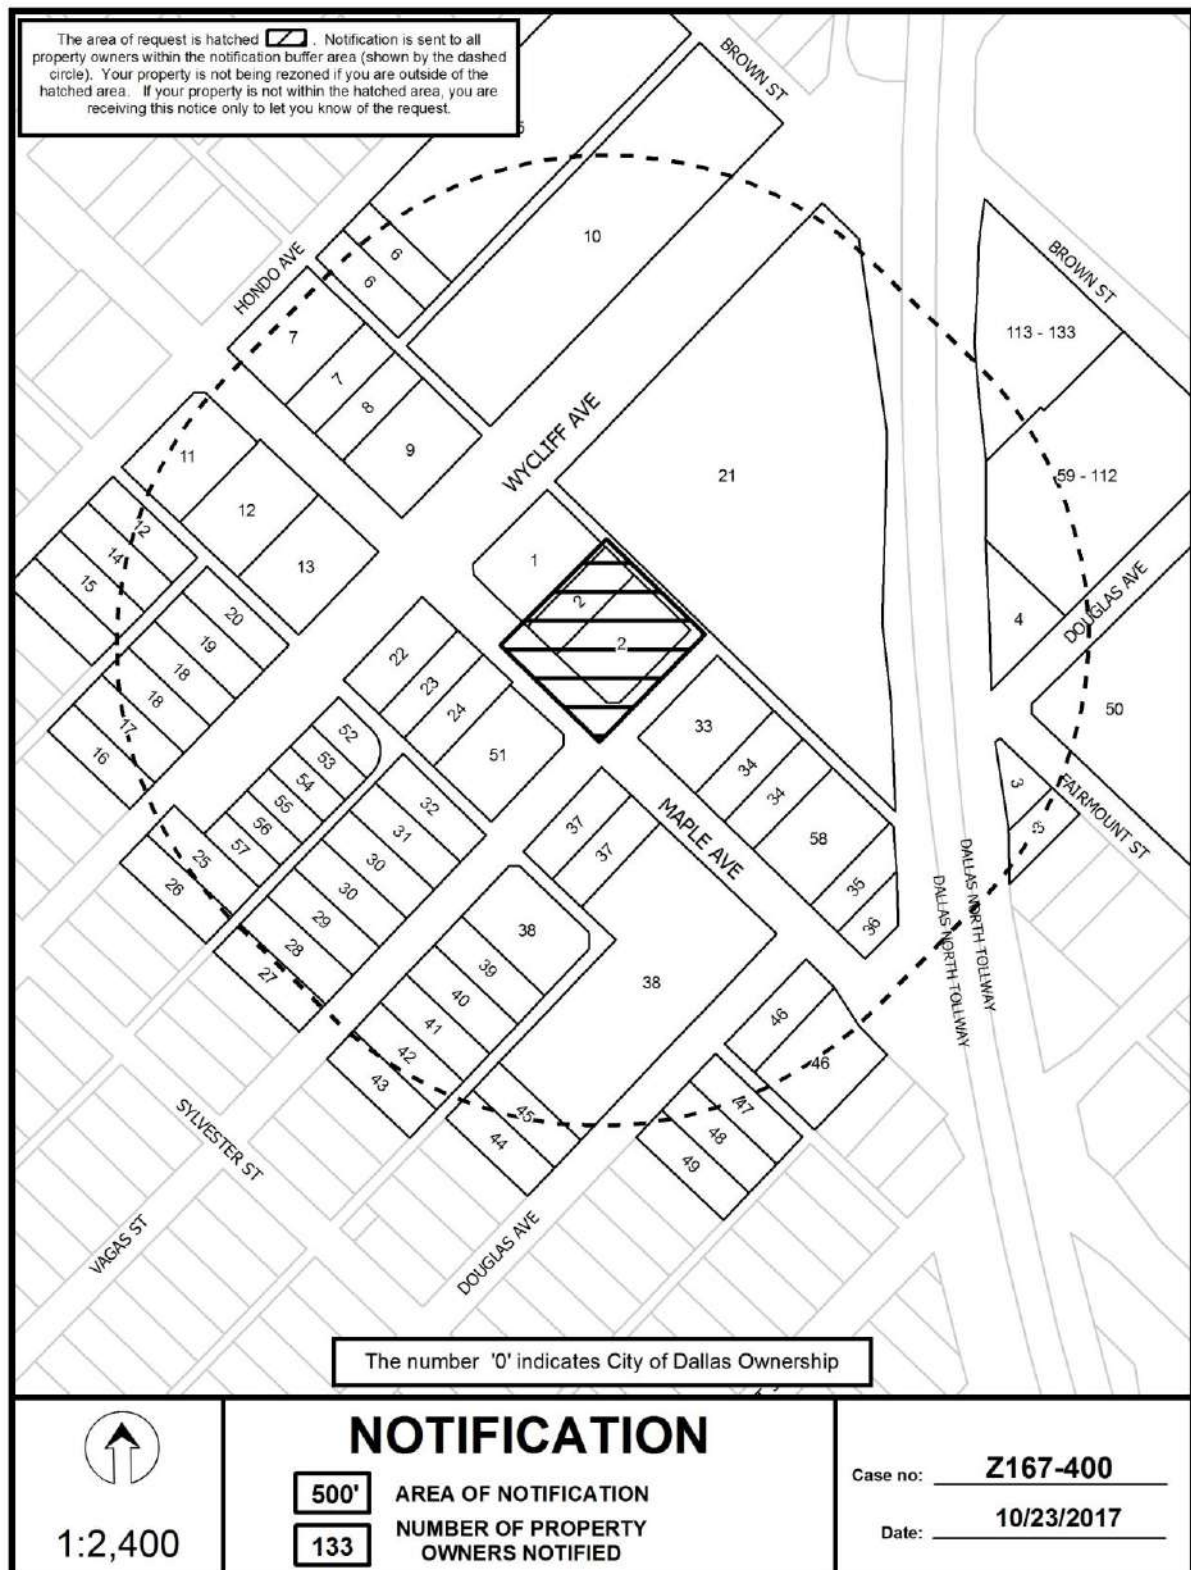 The area of request is hatched . Notification is sent to all
property owners within the notification buffer area (shown by the dashed
circle). Your property is not being rezoned if you are outside of the
hatched area. If your property is not within the hatched area, you are
receiving this notice only to let you know of the request.
BROWN ST
10
6
6
HONDO AVE
BROWN ST
113 - 133
7
7
8
9
WYCLIFF AVE
11
12
13
21
59 - 112
12
14
15
1
2
2
4
DOUGLAS AVE
20
19
18
18
17
16
22
23
24
51
33
34
34
58
35
36
50
3
3
FAIRMOUNT ST
52
53
54
55
56
57
25
26
32
31
30
30
29
28
27
37
37
MAPLE AVE
DALLAS NORTH TOLLWAY
DALLAS NORTH TOLLWAY
38
38
39
40
41
42
43
45
44
46
46
47
48
49
SYLVESTER ST
VAGAS ST
DOUGLAS AVE
The number '0' indicates City of Dallas Ownership
1:2,400
NOTIFICATION
500' AREA OF NOTIFICATION
133 NUMBER OF PROPERTY
OWNERS NOTIFIED
Case no: Z167-400
Date: 10/23/2017